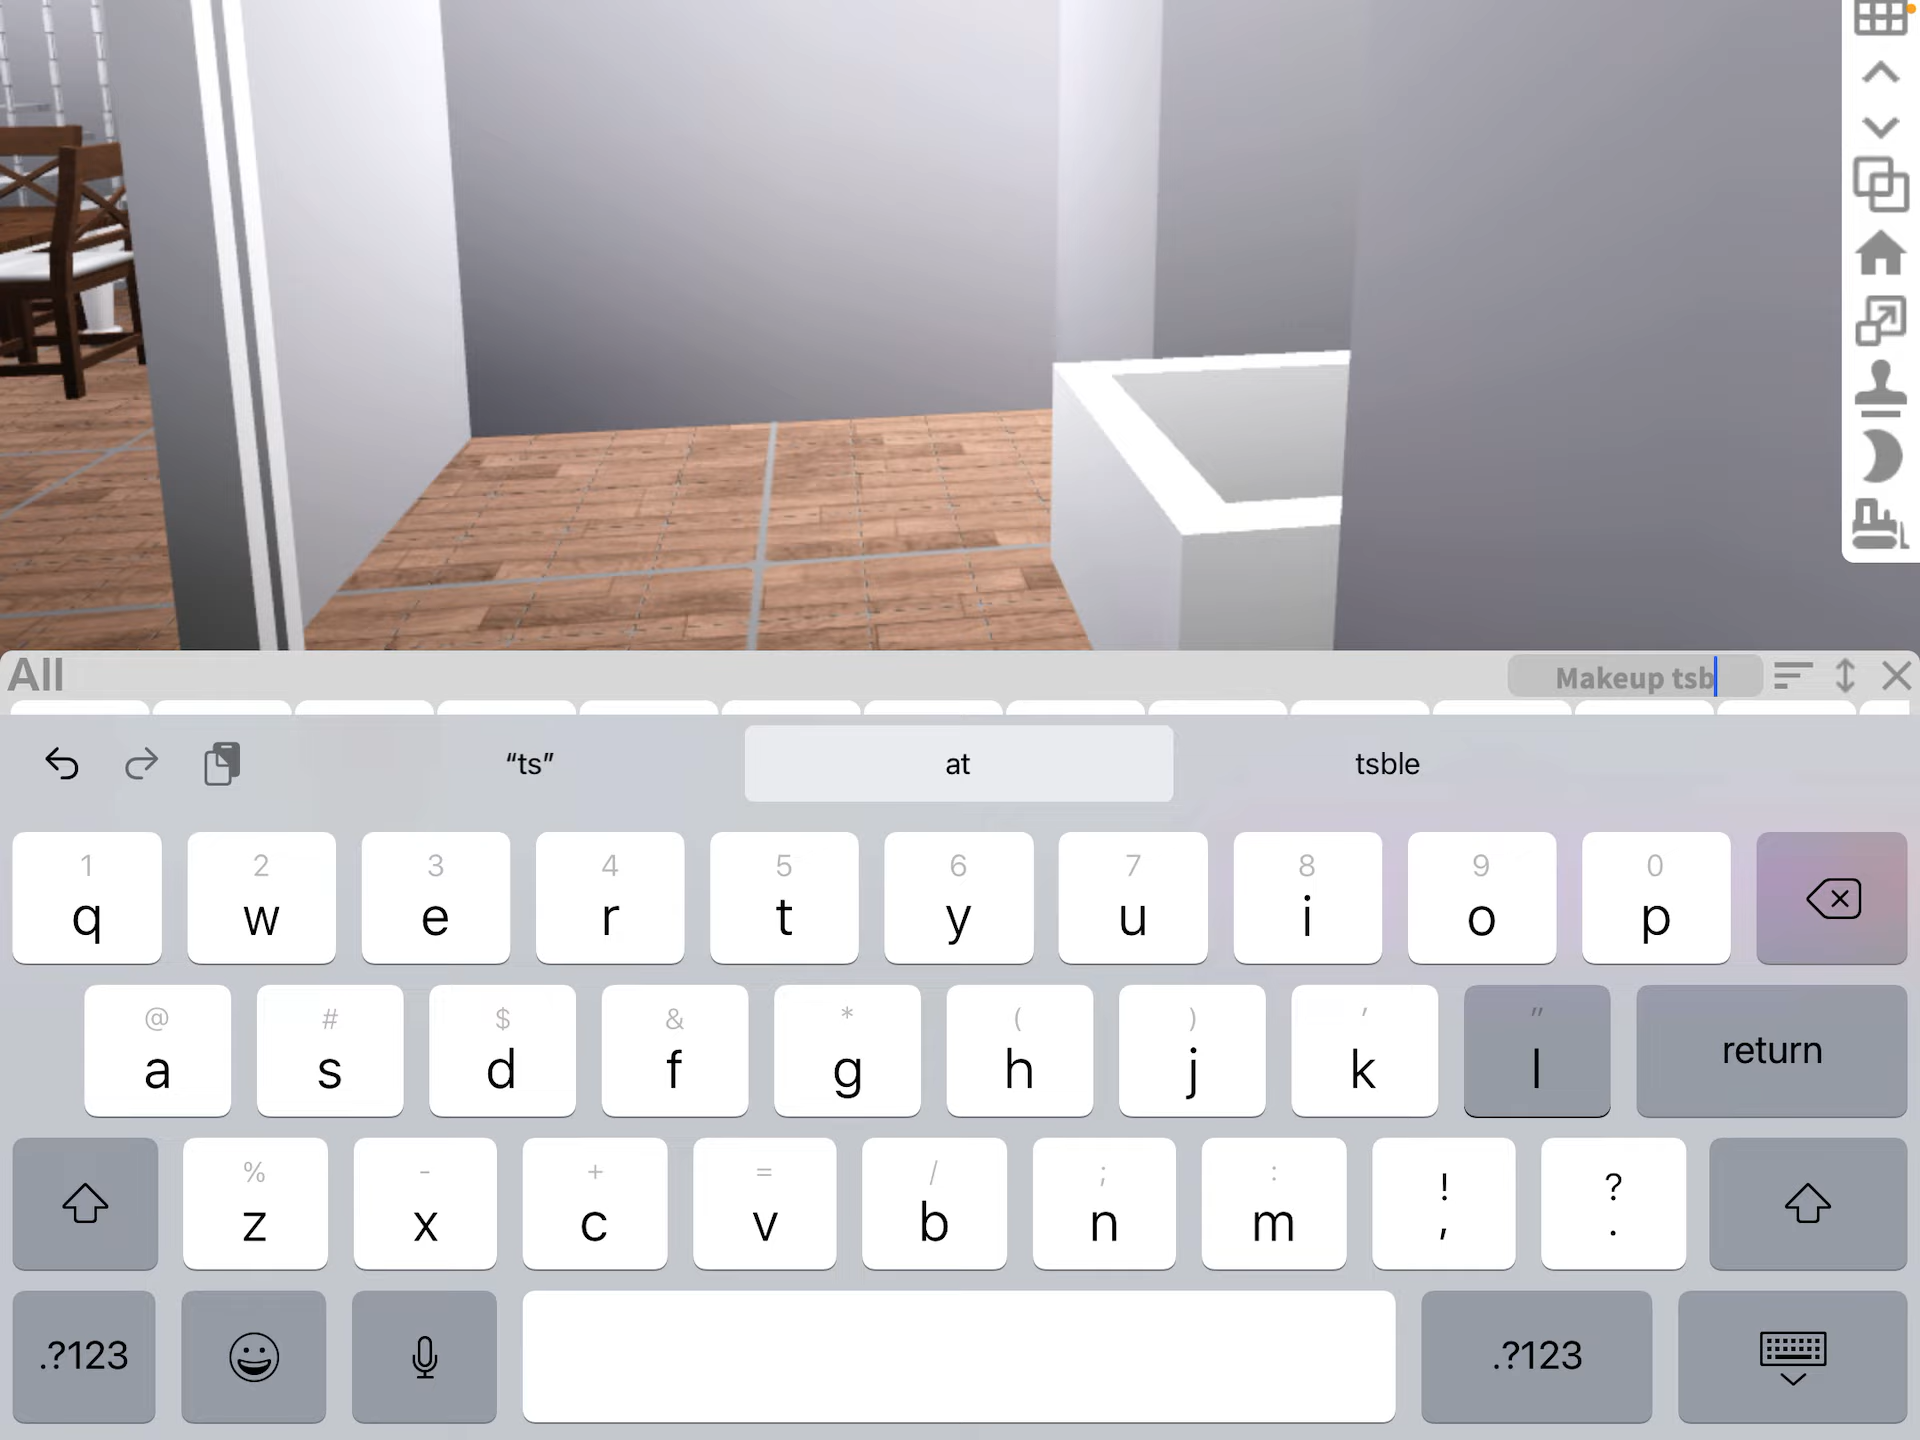 All
Makeup tsb
“ts” at tsble
1 2 3 4 5 6 7 8 9 0
q w e r t y u i o p
@ # $ & * ( ) ' "
a s d f g h j k l return
% - + = / ; : ! ?
z x c v b n m , .
.?123 .?123